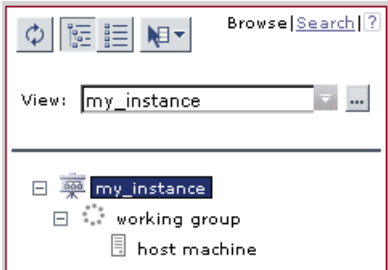 Browse|Search|?
View: my_instance ...
my_instance
working group
host machine